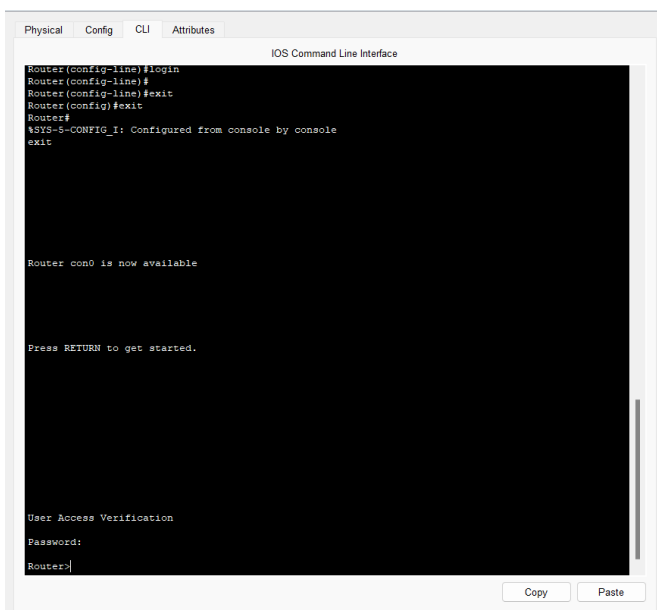 Physical Config CLI Attributes
IOS Command Line Interface
Router(config-line)#login
Router(config-line)#
Router(config-line)#exit
Router(config)#exit
Router#
%SYS-5-CONFIG_I: Configured from console by console
exit
Router con0 is now available
Press RETURN to get started.
User Access Verification
Password:
Router>
Copy Paste